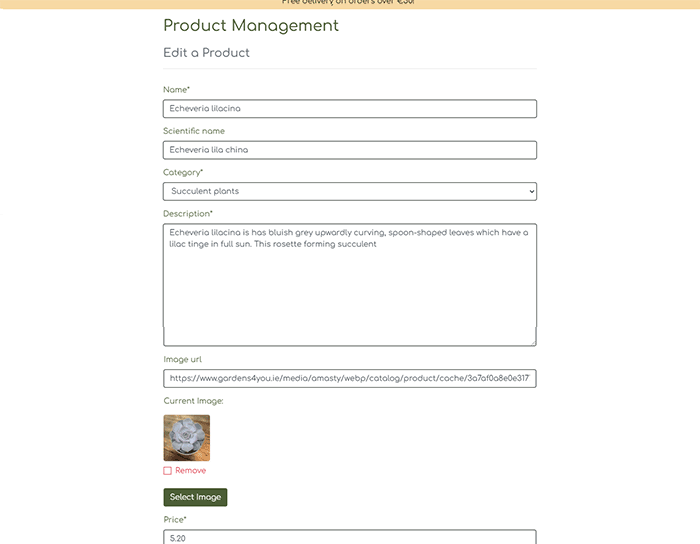 Free delivery on orders over €50!
Product Management
Edit a Product
Name*
Echeveria lilacina
Scientific name
Echeveria lila china
Category*
Succulent plants
Description*
Echeveria lilacina is has bluish grey upwardly curving, spoon-shaped leaves which have a
lilac tinge in full sun. This rosette forming succulent
Image url
https://www.gardens4you.ie/media/amasty/webp/catalog/product/cache/3a7af0a8e0e317
Current Image:
Remove
Select Image
Price*
5.20